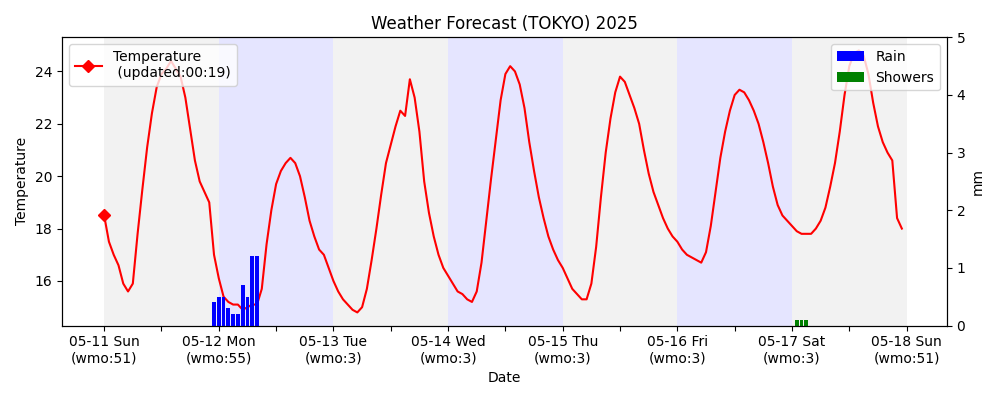 Weather Forecast (TOKYO) 2025
Temperature
(updated:00:19)
Rain
Showers
24
22
20
18
16
Temperature
5
4
3
2
1
0
mm
05-11 Sun
(wmo:51)
05-12 Mon
(wmo:55)
05-13 Tue
(wmo:3)
05-14 Wed
(wmo:3)
05-15 Thu
(wmo:3)
05-16 Fri
(wmo:3)
05-17 Sat
(wmo:3)
05-18 Sun
(wmo:51)
Date